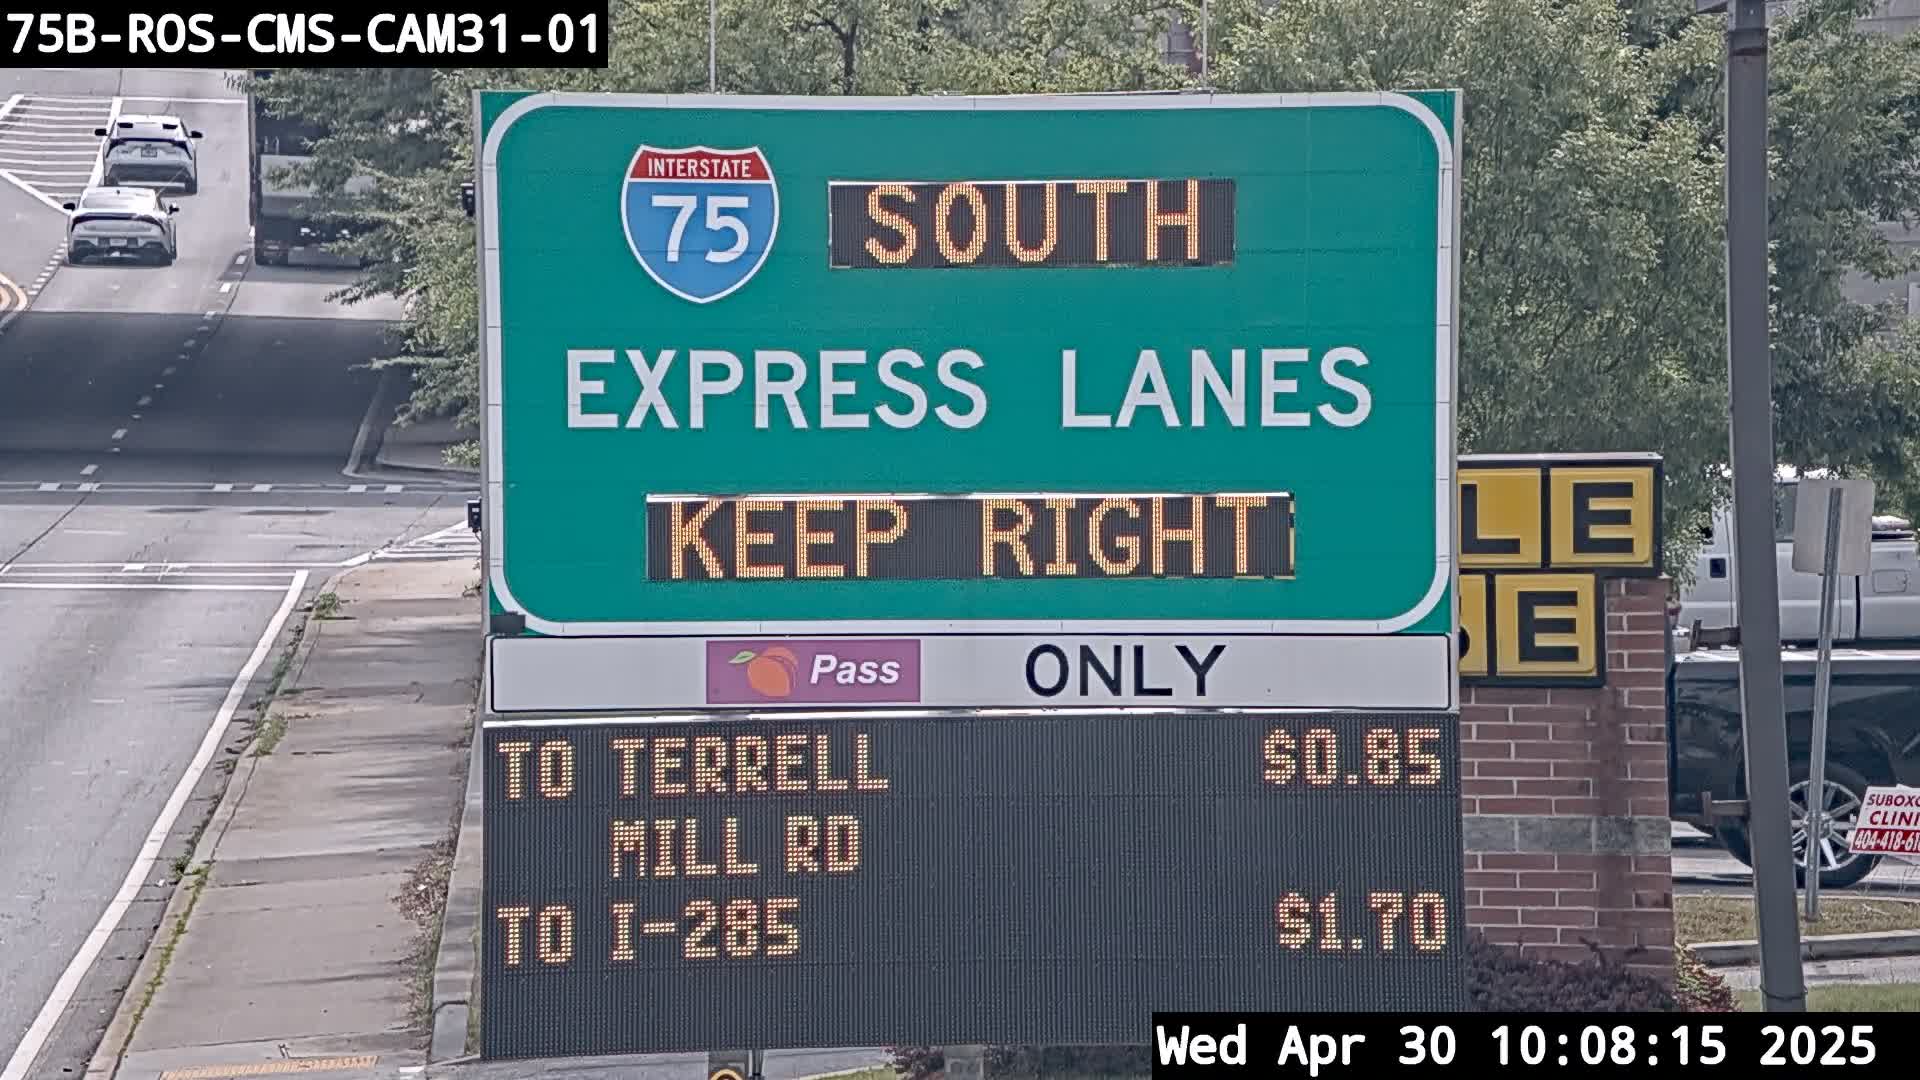 75B-ROS-CMS-CAM31-01
INTERSTATE
75
SOUTH
EXPRESS LANES
KEEP RIGHT
LE
E
Pass ONLY
TO TERRELL $0.85
MILL RD
TO I-285 $1.70
Wed Apr 30 10:08:15 2025